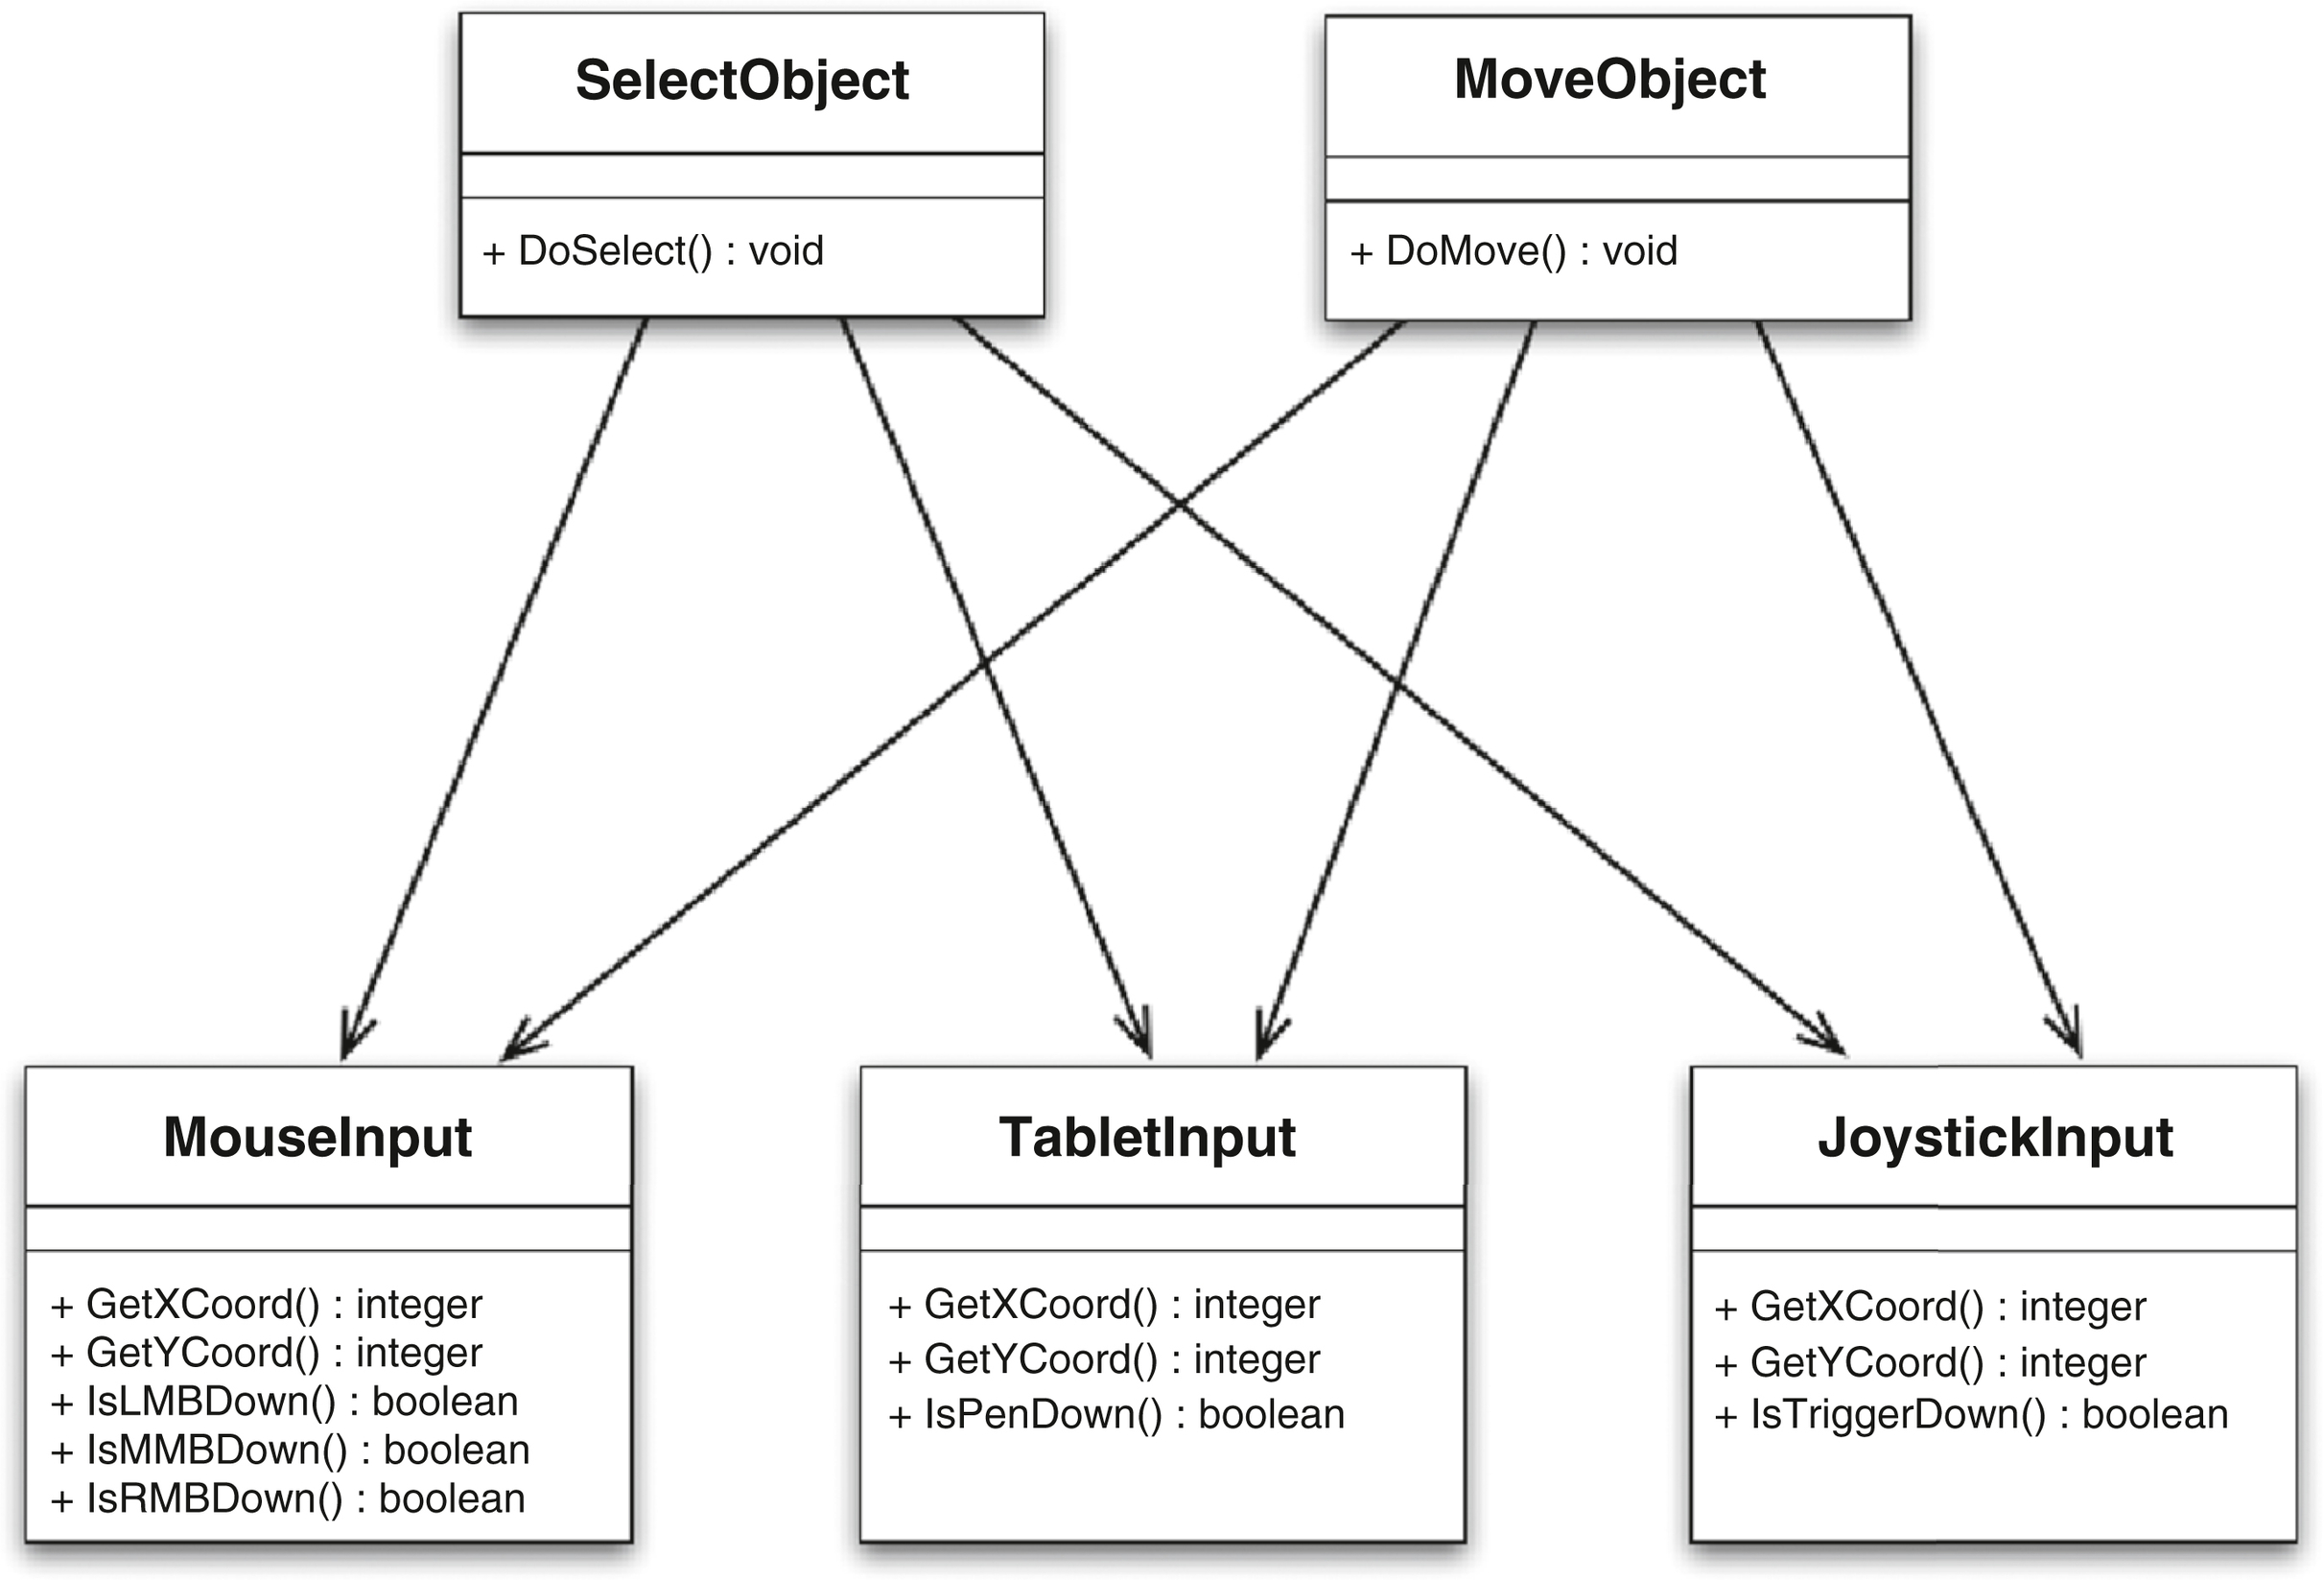 SelectObject
+ DoSelect() : void
MoveObject
+ DoMove() : void
MouseInput
+ GetXCoord() : integer
+ GetYCoord() : integer
+ IsLMBDown() : boolean
+ IsMMBDown() : boolean
+ IsRMBDown() : boolean
TabletInput
+ GetXCoord() : integer
+ GetYCoord() : integer
+ IsPenDown() : boolean
JoystickInput
+ GetXCoord() : integer
+ GetYCoord() : integer
+ IsTriggerDown() : boolean